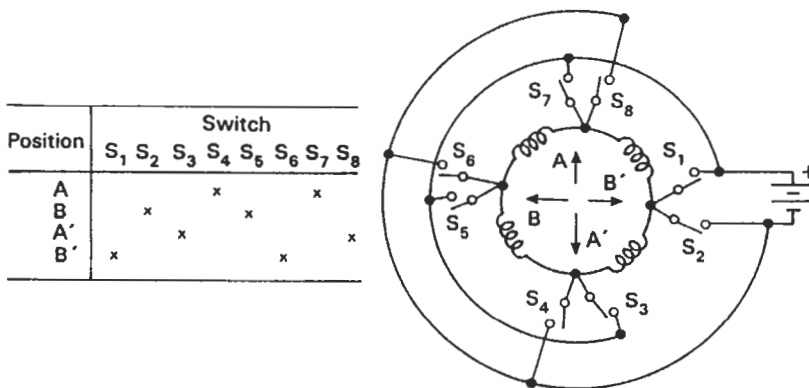 Position
Switch
S1 S2 S3 S4 S5 S6 S7 S8
A x x
B x x
A′ x x
B′ x x
S7
S8
S6
S1
A
B′
B
A′
S5
S2
S4
S3
+